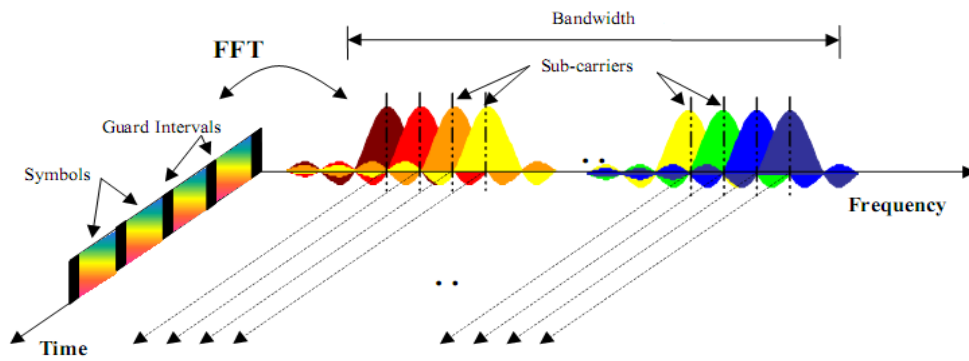 Bandwidth
FFT
Sub-carriers
Guard Intervals
Symbols
Frequency
Time